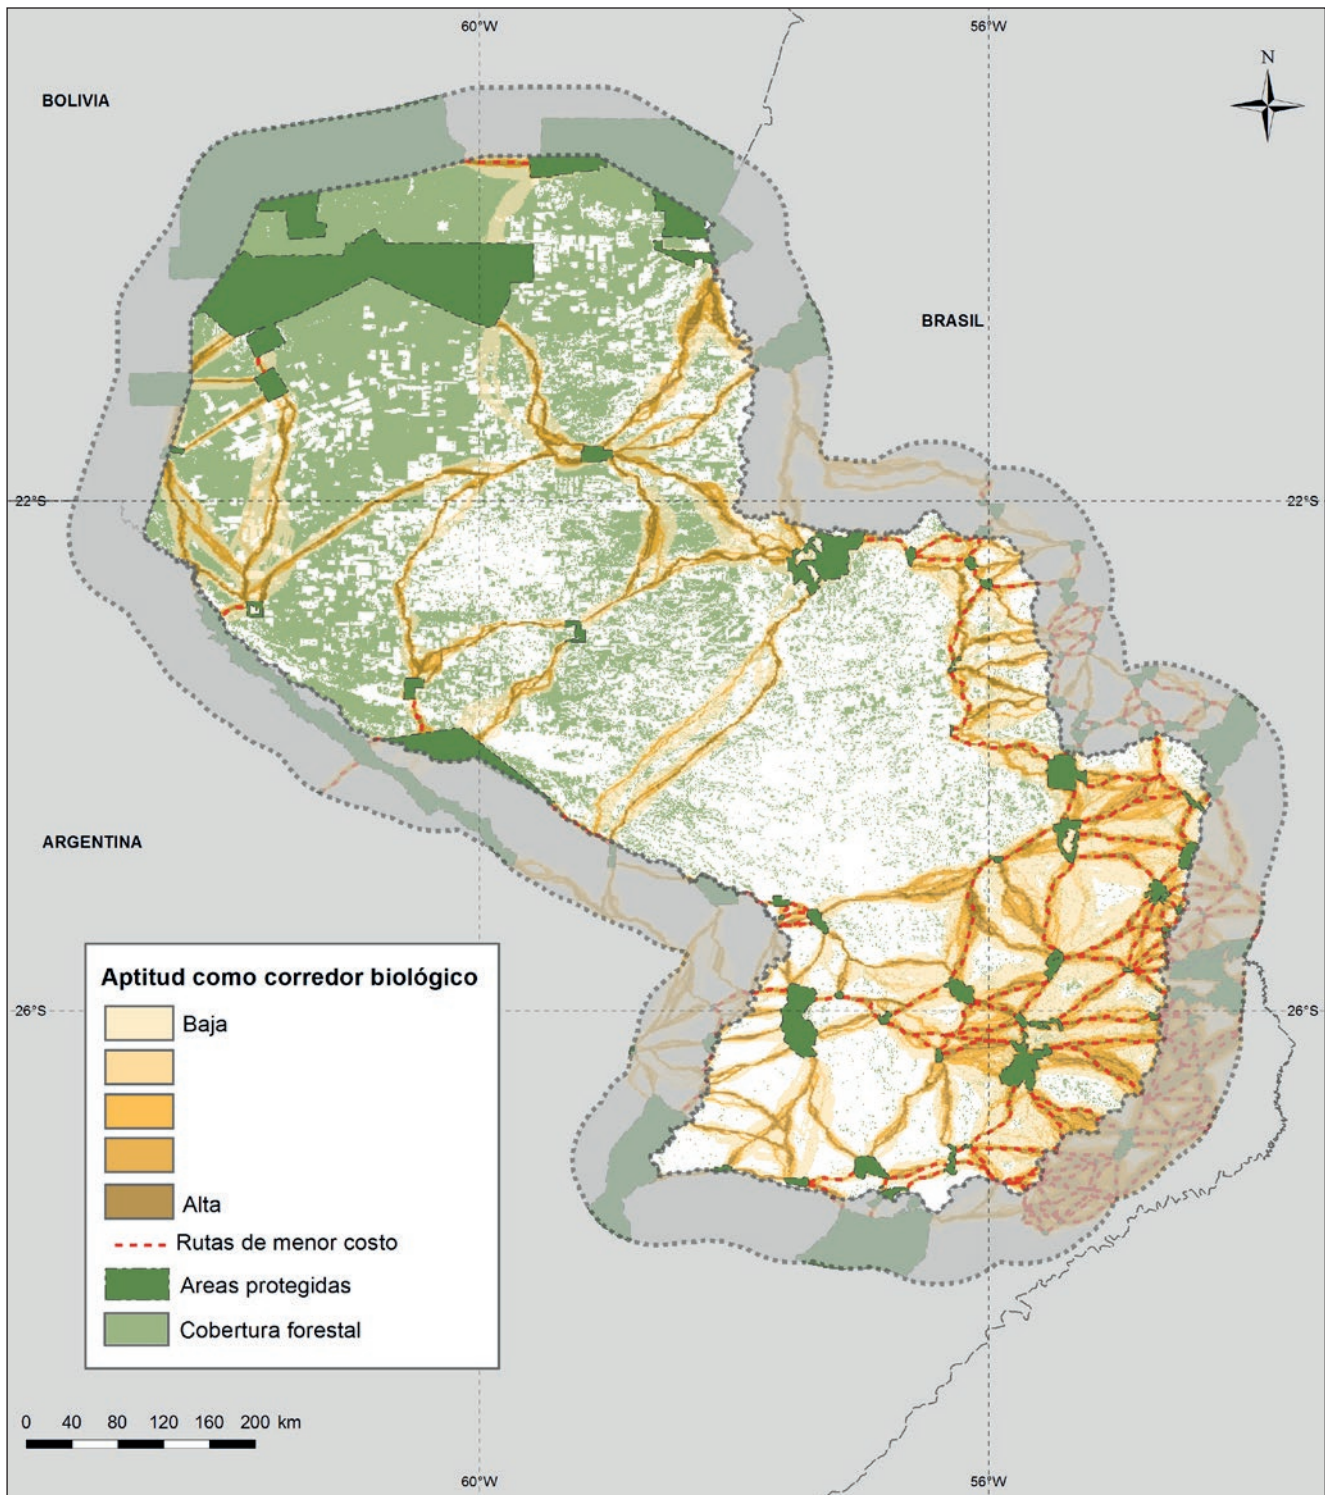 60°W
56°W
N
BOLIVIA
BRASIL
22°S
22°S
ARGENTINA
Aptitud como corredor biológico
Baja
Alta
Rutas de menor costo
Areas protegidas
Cobertura forestal
26°S
26°S
0 40 80 120 160 200 km
60°W
56°W